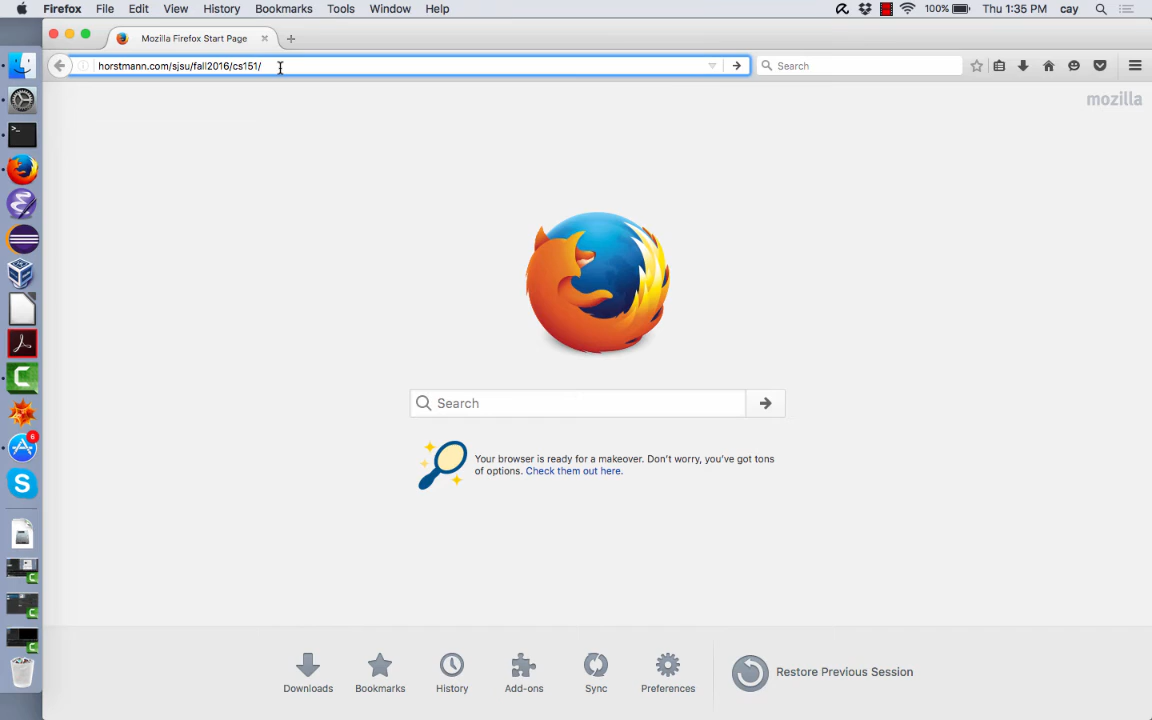 Firefox File Edit View History Bookmarks Tools Window Help 100% Thu 1:35 PM cay
Mozilla Firefox Start Page
horstmann.com/sjsu/fall2016/cs151/ Search
mozilla
Search
Your browser is ready for a makeover. Don’t worry, you’ve got tons
of options. Check them out here.
6
Downloads Bookmarks History Add-ons Sync Preferences Restore Previous Session